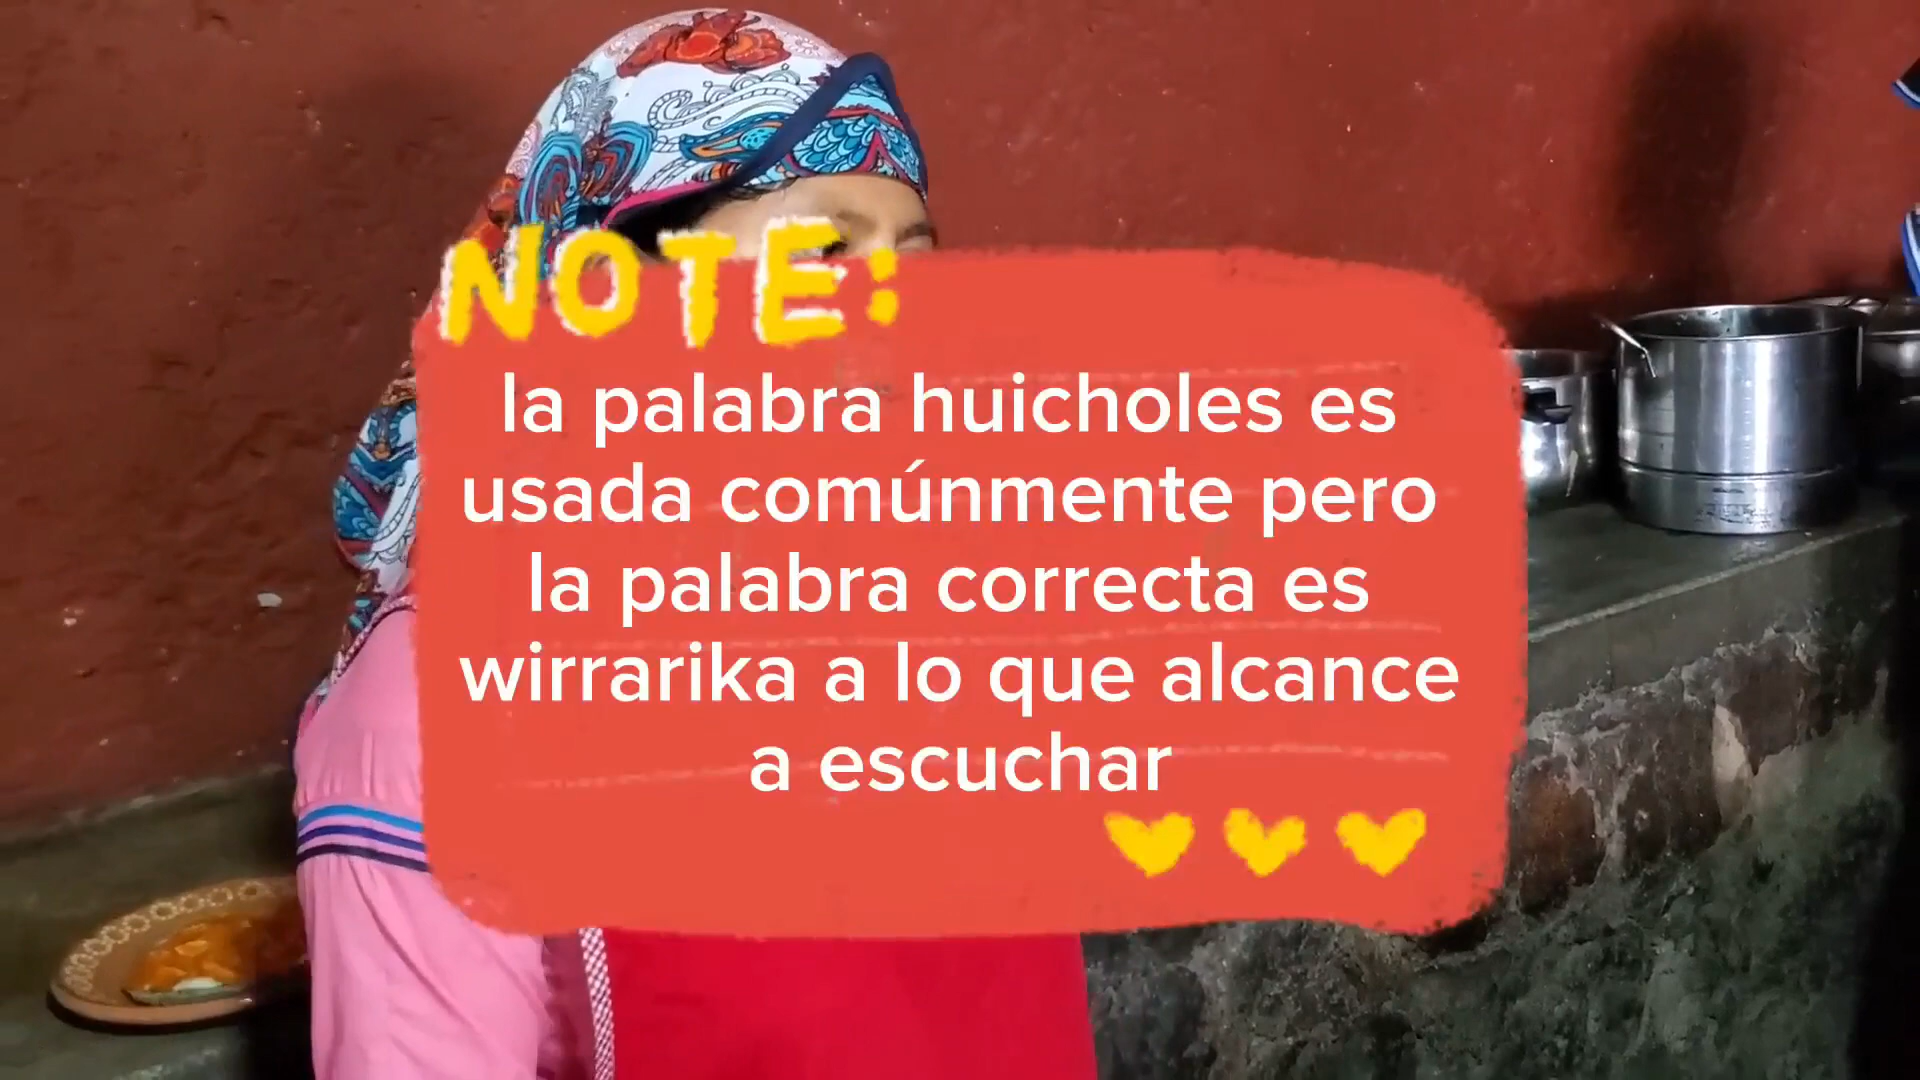 NOTE:
la palabra huicholes es
usada comúnmente pero
la palabra correcta es
wirrarika a lo que alcance
a escuchar